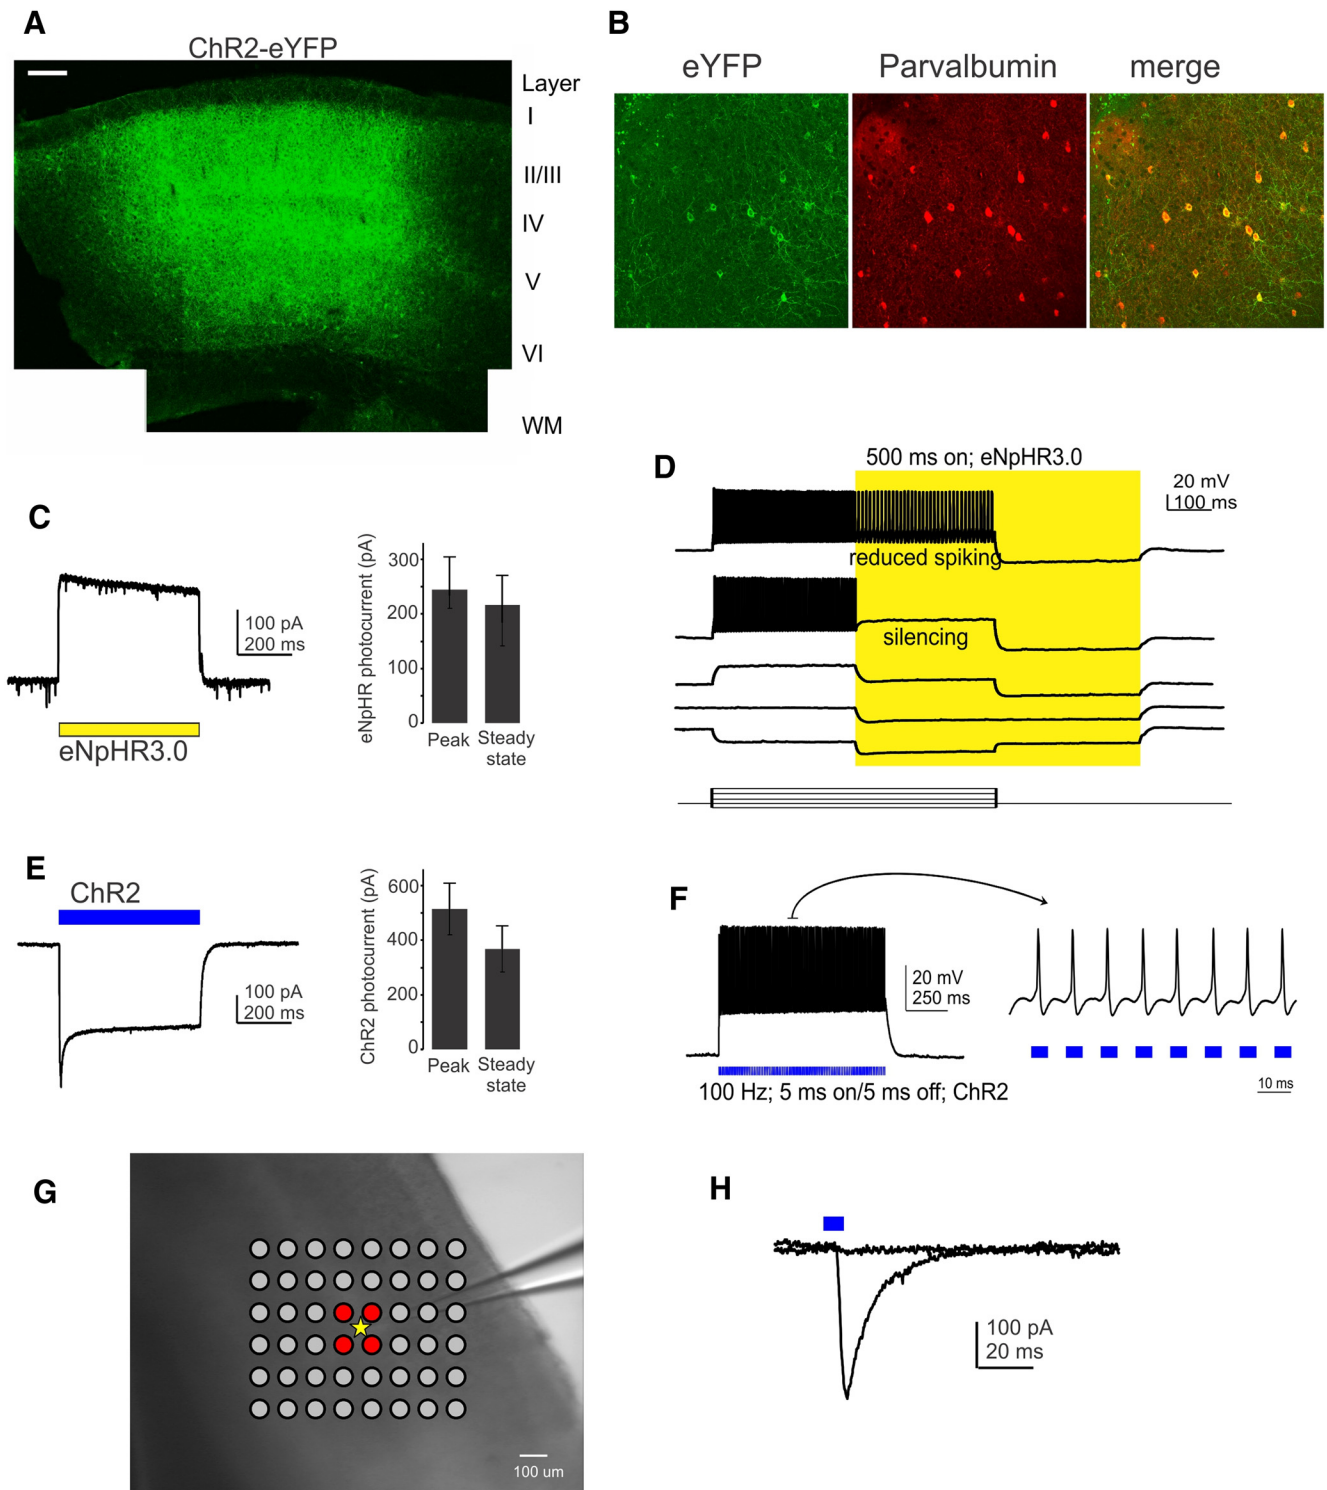 A
ChR2-eYFP
Layer
I
II/III
IV
V
VI
WM
B
eYFP
Parvalbumin
merge
C
100 pA
200 ms
eNpHR3.0
eNpHR photocurrent (pA)
300
200
100
0
Peak
Steady
state
D
500 ms on; eNpHR3.0
20 mV
100 ms
reduced spiking
silencing
E
ChR2
100 pA
200 ms
ChR2 photocurrent (pA)
600
400
200
0
Peak
Steady
state
F
20 mV
250 ms
100 Hz; 5 ms on/5 ms off; ChR2
10 ms
G
100 um
H
100 pA
20 ms